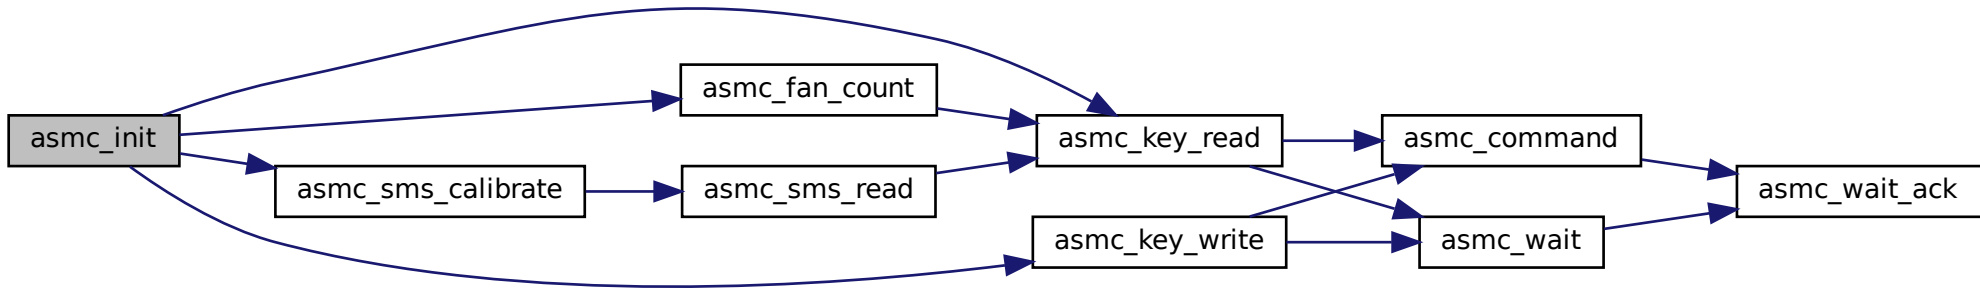 asmc_init
asmc_fan_count
asmc_sms_calibrate
asmc_sms_read
asmc_key_read
asmc_key_write
asmc_command
asmc_wait
asmc_wait_ack